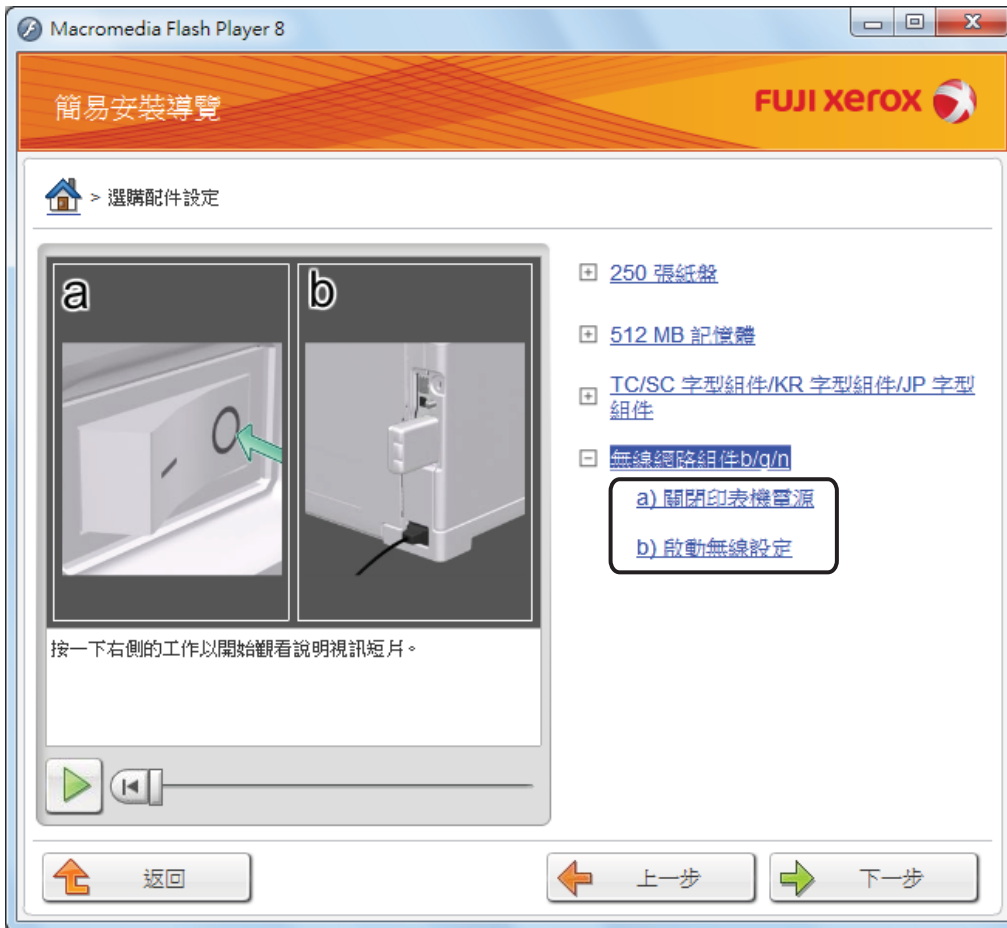 Macromedia Flash Player 8
簡易安裝導覽
FUJI xerox
> 選購配件設定
a
b
按一下右側的工作以開始觀看說明視訊短片。
250 張紙盤
512 MB 記憶體
TC/SC 字型組件/KR 字型組件/JP 字型
組件
無線網路組件b/g/n
a) 關閉印表機電源
b) 啟動無線設定
返回
上一步
下一步